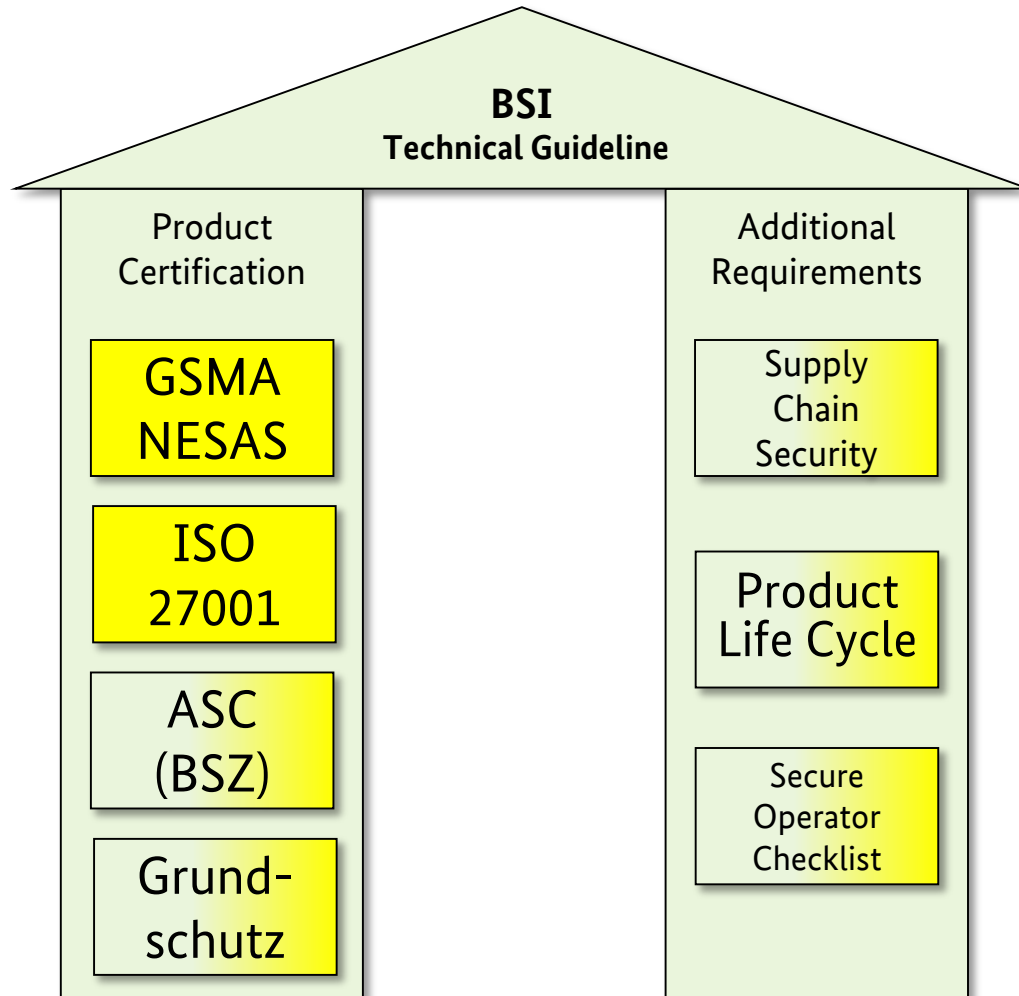 BSI
Technical Guideline
Product
Certification
GSMA
NESAS
ISO
27001
ASC
(BSZ)
Grund-
schutz
Additional
Requirements
Supply
Chain
Security
Product
Life Cycle
Secure
Operator
Checklist